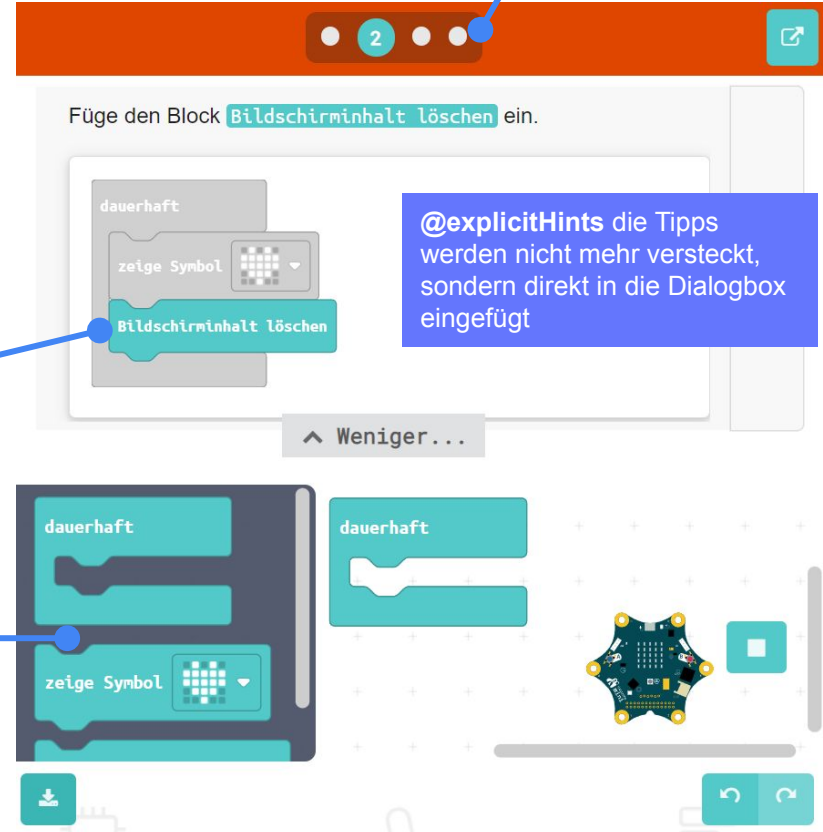 2
Füge den Block Bildschirminhalt löschen ein.
dauerhaft
zeige Symbol
Bildschirminhalt löschen
@explicitHints die Tipps
werden nicht mehr versteckt,
sondern direkt in die Dialogbox
eingefügt
Weniger...
dauerhaft
zeige Symbol
dauerhaft